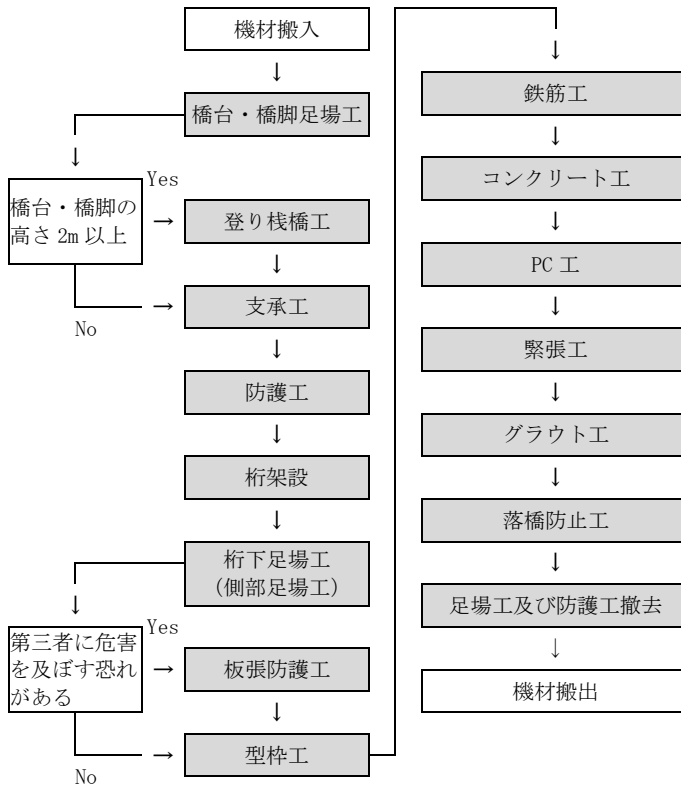 機材搬入
↓
橋台・橋脚足場工
↓
橋台・橋脚の
高さ 2m 以上
Yes
→
登り桟橋工
↓
No
→
支承工
↓
防護工
↓
桁架設
↓
桁下足場工
(側部足場工)
↓
第三者に危害
を及ぼす恐れ
がある
Yes
→
板張防護工
↓
No
→
型枠工
↓
鉄筋工
↓
コンクリート工
↓
PC 工
↓
緊張工
↓
グラウト工
↓
落橋防止工
↓
足場工及び防護工撤去
↓
機材搬出